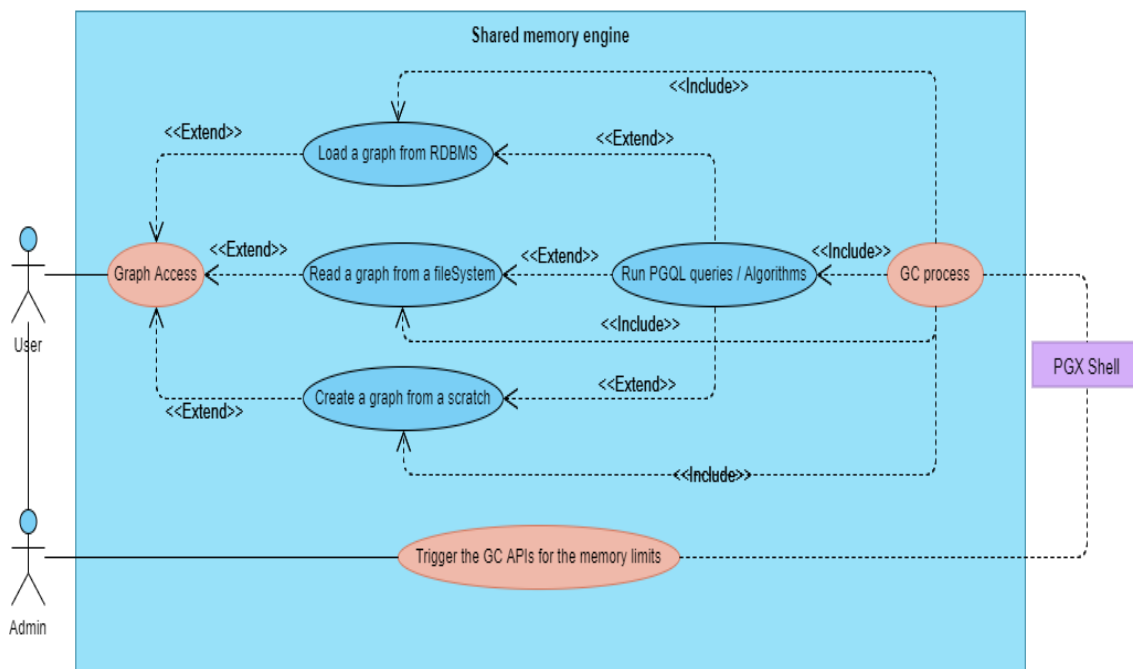 Shared memory engine
<<Include>>
<<Extend>>
<<Extend>>
Load a graph from RDBMS
<<Extend>>
<<Extend>>
<<Include>>
Graph Access
Read a graph from a fileSystem
Run PGQL queries / Algorithms
GC process
<<Include>>
User
PGX Shell
<<Extend>>
<<Extend>>
Create a graph from a scratch
<<Include>>
Trigger the GC APIs for the memory limits
Admin